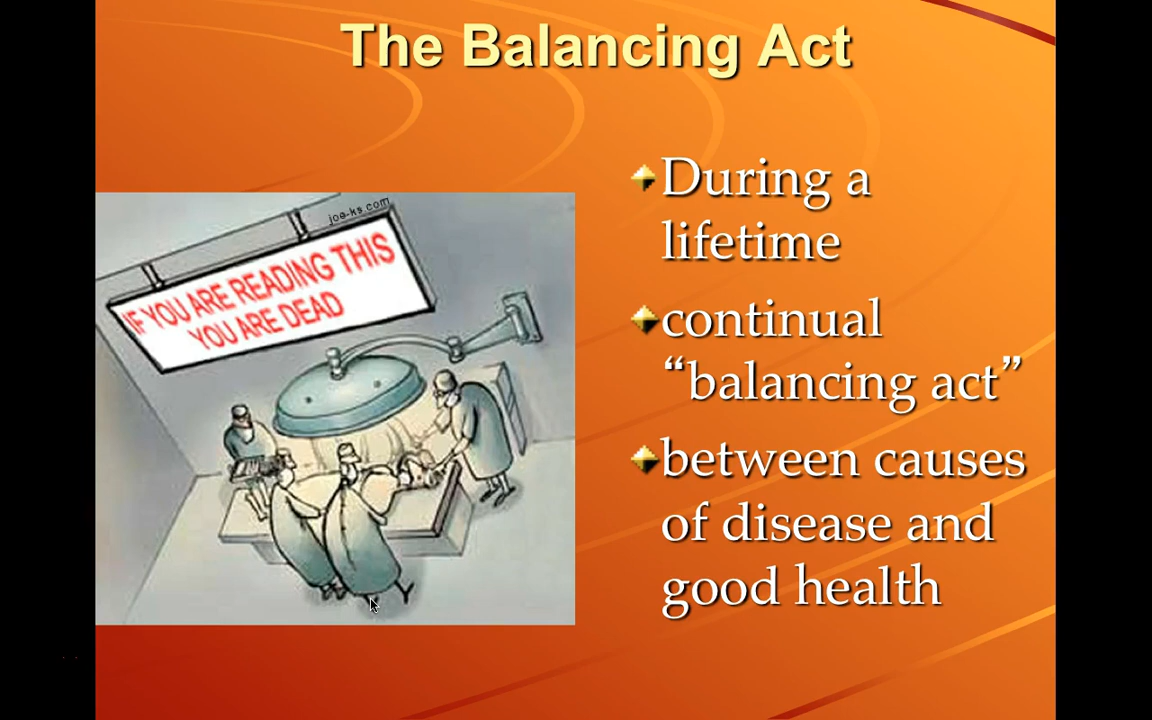 The Balancing Act
joe-ks.com
IF YOU ARE READING THIS
YOU ARE DEAD
During a
lifetime
continual
“balancing act”
between causes
of disease and
good health